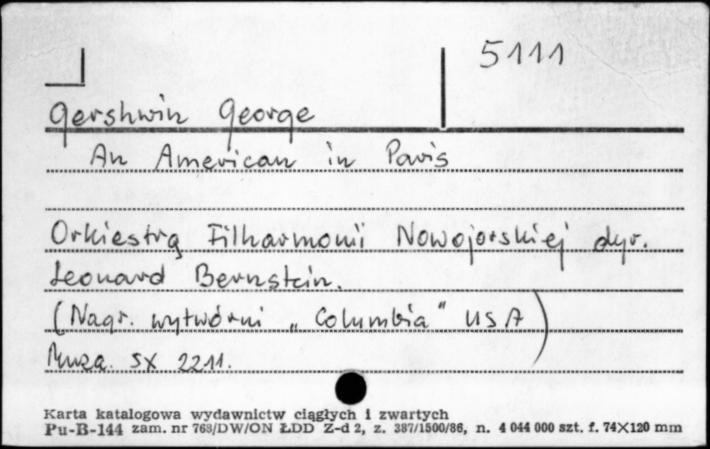 5111
Gershwin George
An American in Paris
Orkiestrą Filharmonii Nowojorskiej dyr.
Leonard Bernstein.
(Nagr. wytwórni „Columbia" USA)
Muza. SX 2211.
Karta katalogowa wydawnictw ciągłych i zwartych
Pu-B-144 zam. nr 768/DW/ON ŁDD Z-d 2, z. 387/1500/86, n. 4 044 000 szt. f. 74X120 mm